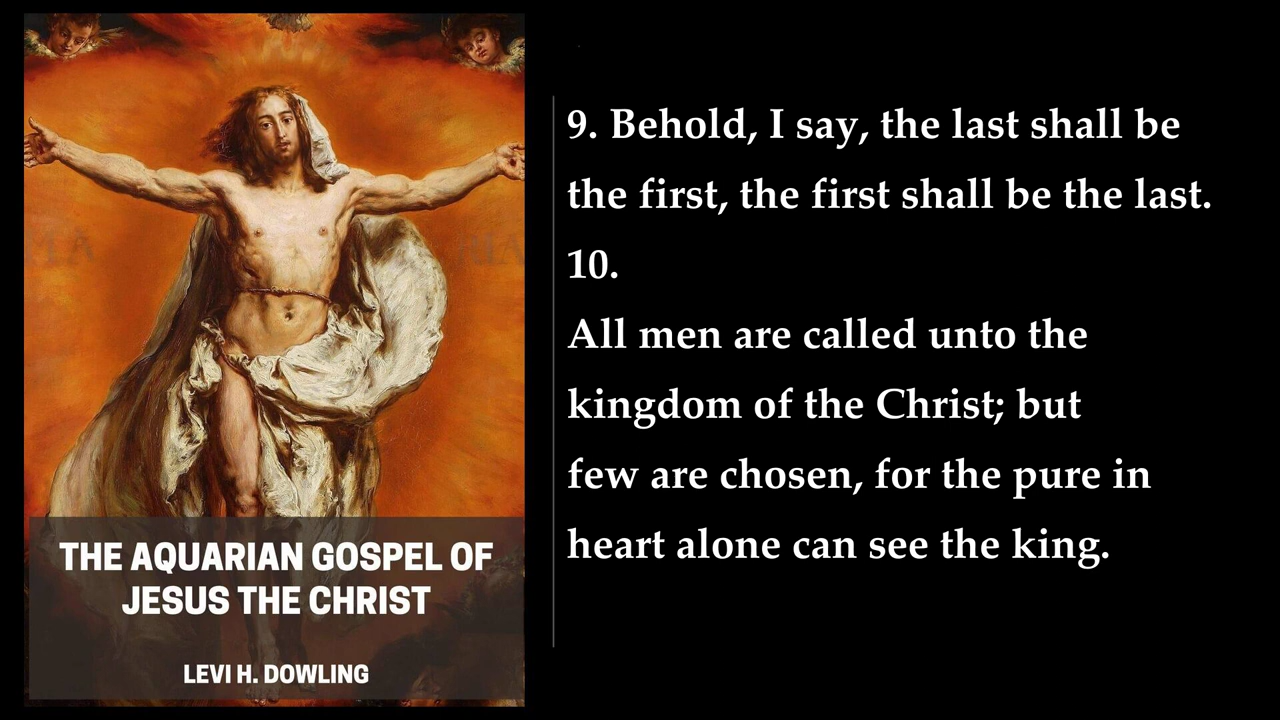 THE AQUARIAN GOSPEL OF
JESUS THE CHRIST
LEVI H. DOWLING
9. Behold, I say, the last shall be
the first, the first shall be the last.
10.
All men are called unto the
kingdom of the Christ; but
few are chosen, for the pure in
heart alone can see the king.